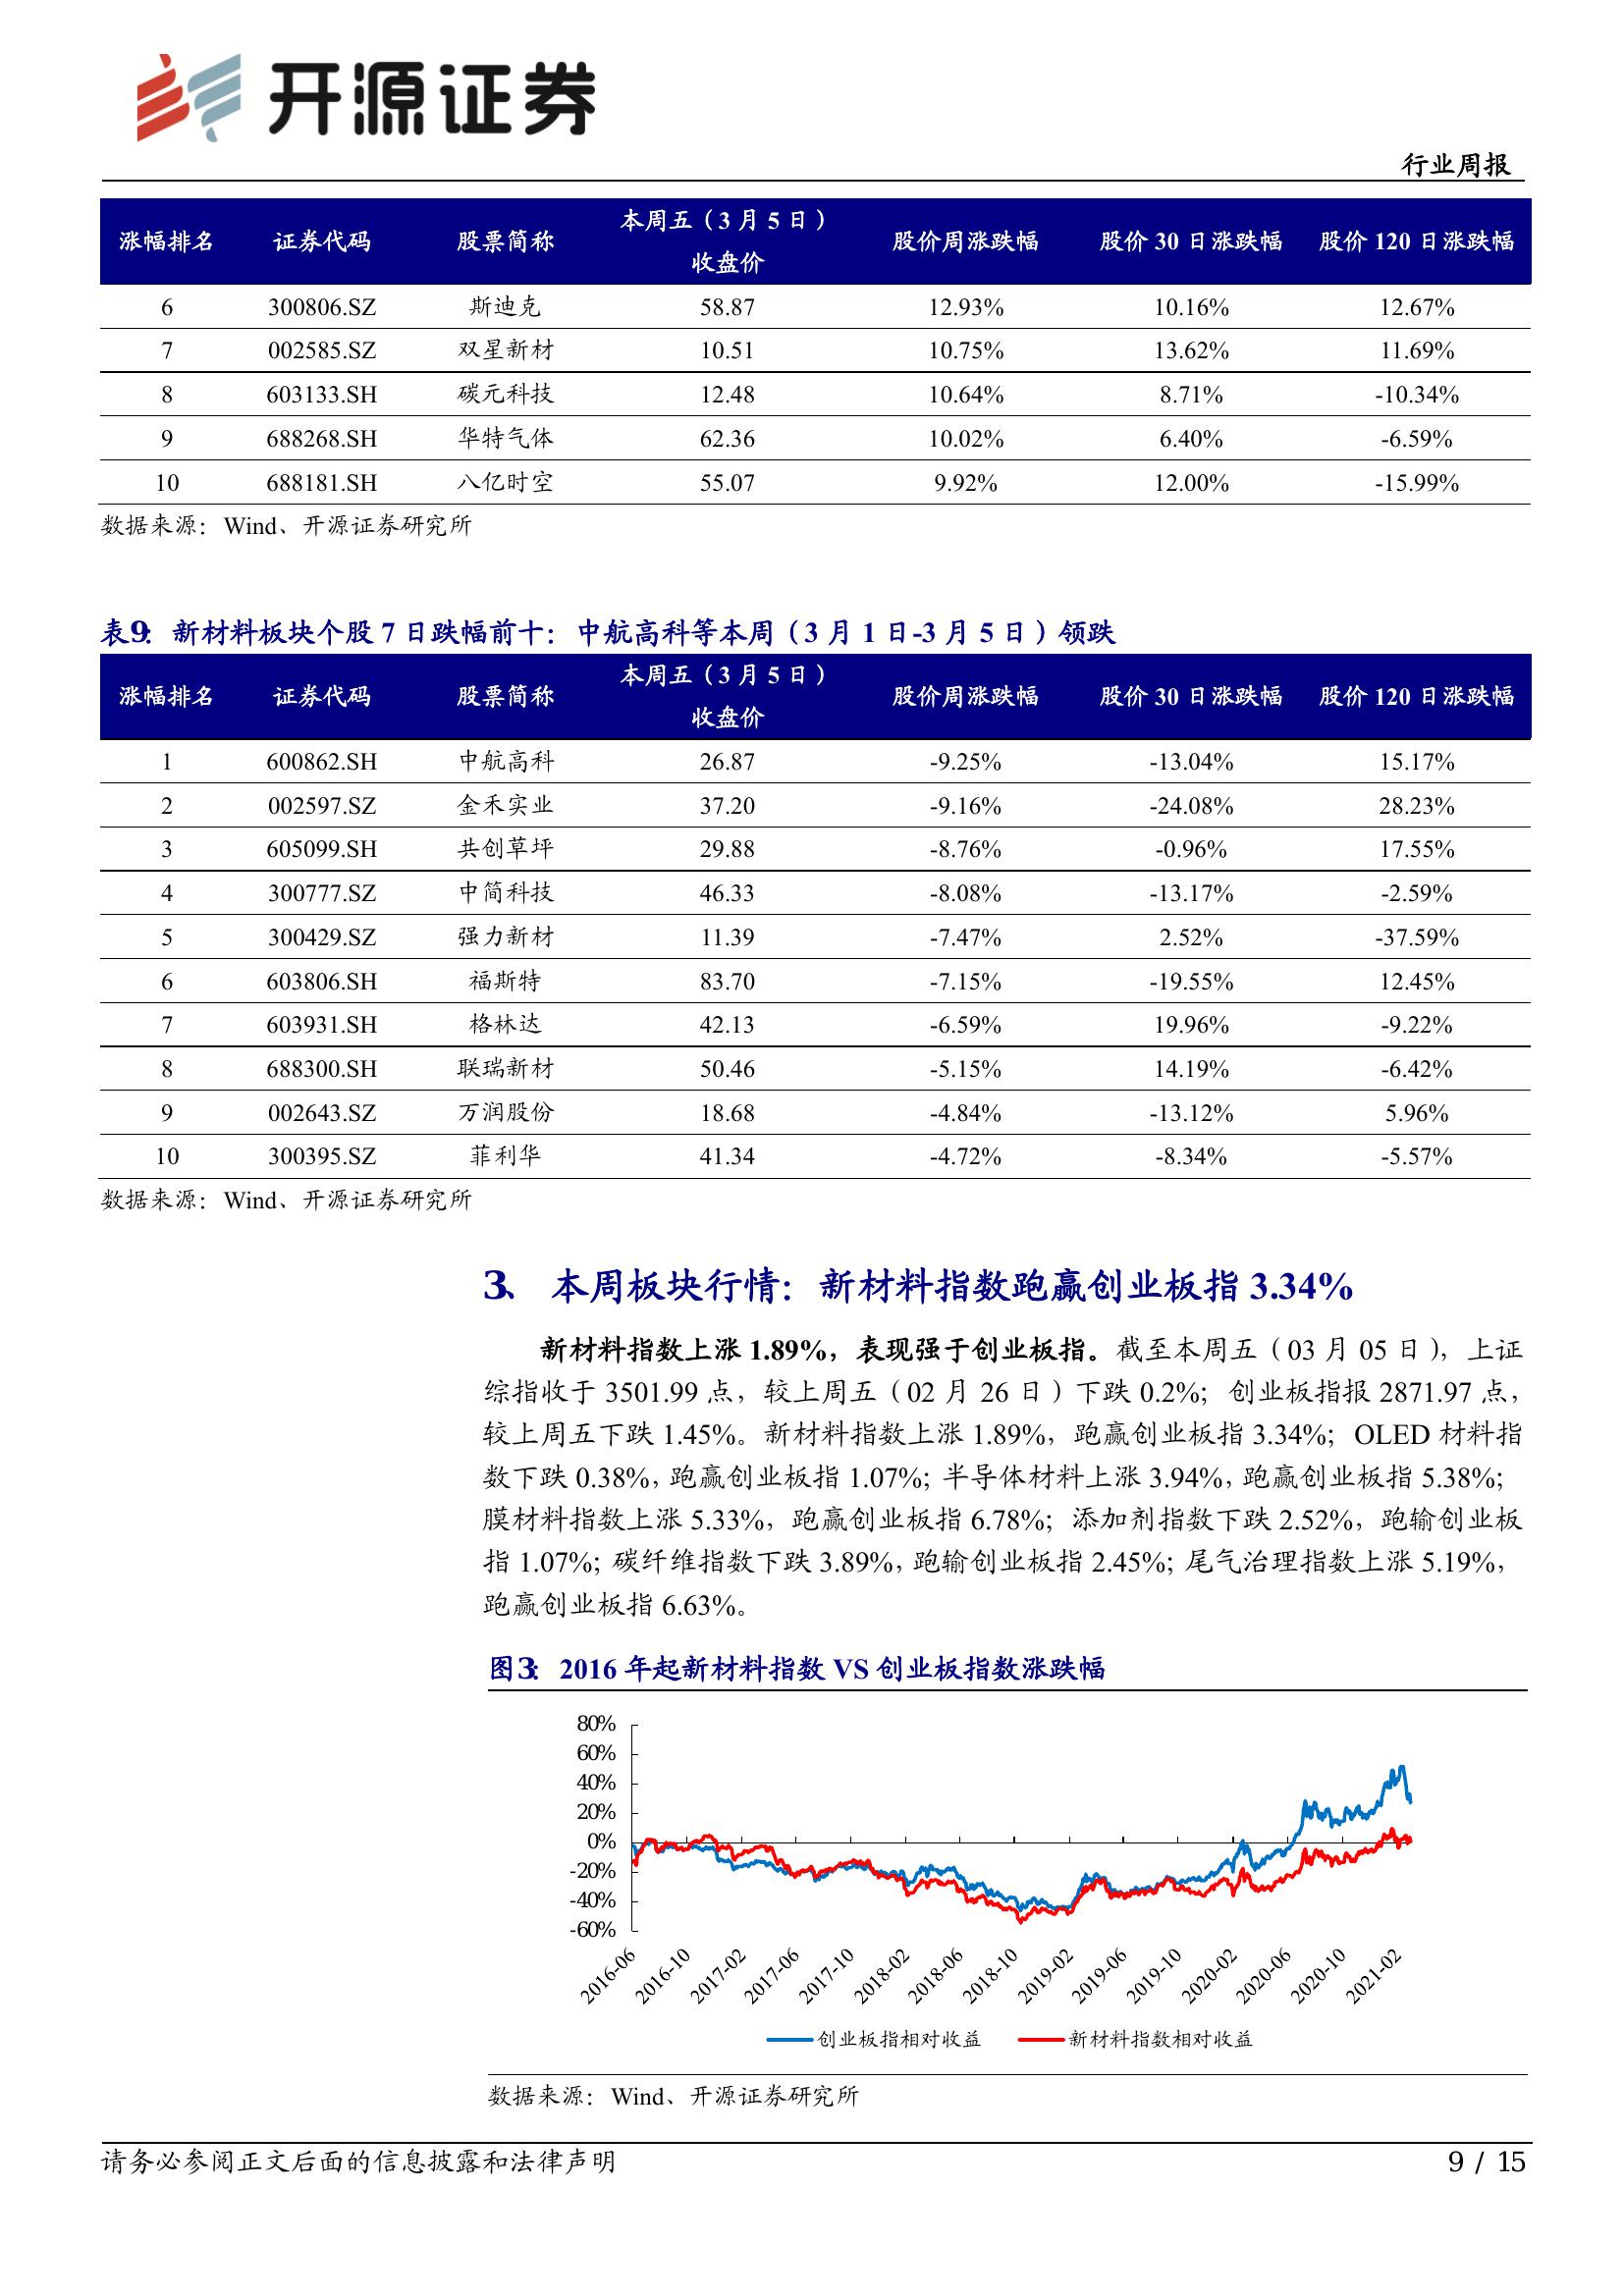 开源证券
行业周报
涨幅排名 证券代码 股票简称 本周五（3 月 5 日）收盘价 股价周涨跌幅 股价 30 日涨跌幅 股价 120 日涨跌幅
6 300806.SZ 斯迪克 58.87 12.93% 10.16% 12.67%
7 002585.SZ 双星新材 10.51 10.75% 13.62% 11.69%
8 603133.SH 碳元科技 12.48 10.64% 8.71% -10.34%
9 688268.SH 华特气体 62.36 10.02% 6.40% -6.59%
10 688181.SH 八亿时空 55.07 9.92% 12.00% -15.99%
数据来源：Wind、开源证券研究所
表9： 新材料板块个股 7 日跌幅前十：中航高科等本周（3 月 1 日-3 月 5 日）领跌
涨幅排名 证券代码 股票简称 本周五（3 月 5 日）收盘价 股价周涨跌幅 股价 30 日涨跌幅 股价 120 日涨跌幅
1 600862.SH 中航高科 26.87 -9.25% -13.04% 15.17%
2 002597.SZ 金禾实业 37.20 -9.16% -24.08% 28.23%
3 605099.SH 共创草坪 29.88 -8.76% -0.96% 17.55%
4 300777.SZ 中简科技 46.33 -8.08% -13.17% -2.59%
5 300429.SZ 强力新材 11.39 -7.47% 2.52% -37.59%
6 603806.SH 福斯特 83.70 -7.15% -19.55% 12.45%
7 603931.SH 格林达 42.13 -6.59% 19.96% -9.22%
8 688300.SH 联瑞新材 50.46 -5.15% 14.19% -6.42%
9 002643.SZ 万润股份 18.68 -4.84% -13.12% 5.96%
10 300395.SZ 菲利华 41.34 -4.72% -8.34% -5.57%
数据来源：Wind、开源证券研究所
3、 本周板块行情：新材料指数跑赢创业板指 3.34%
新材料指数上涨 1.89%，表现强于创业板指。截至本周五（03 月 05 日），上证
综指收于 3501.99 点，较上周五（02 月 26 日）下跌 0.2%；创业板指报 2871.97 点，
较上周五下跌 1.45%。新材料指数上涨 1.89%，跑赢创业板指 3.34%；OLED 材料指
数下跌 0.38%，跑赢创业板指 1.07%；半导体材料上涨 3.94%，跑赢创业板指 5.38%；
膜材料指数上涨 5.33%，跑赢创业板指 6.78%；添加剂指数下跌 2.52%，跑输创业板
指 1.07%；碳纤维指数下跌 3.89%，跑输创业板指 2.45%；尾气治理指数上涨 5.19%，
跑赢创业板指 6.63%。
图3： 2016 年起新材料指数 VS 创业板指数涨跌幅
80%
60%
40%
20%
0%
-20%
-40%
-60%
2016-06 2016-10 2017-02 2017-06 2017-10 2018-02 2018-06 2018-10 2019-02 2019-06 2019-10 2020-02 2020-06 2020-10 2021-02
创业板指相对收益 新材料指数相对收益
数据来源：Wind、开源证券研究所
请务必参阅正文后面的信息披露和法律声明 9 / 15